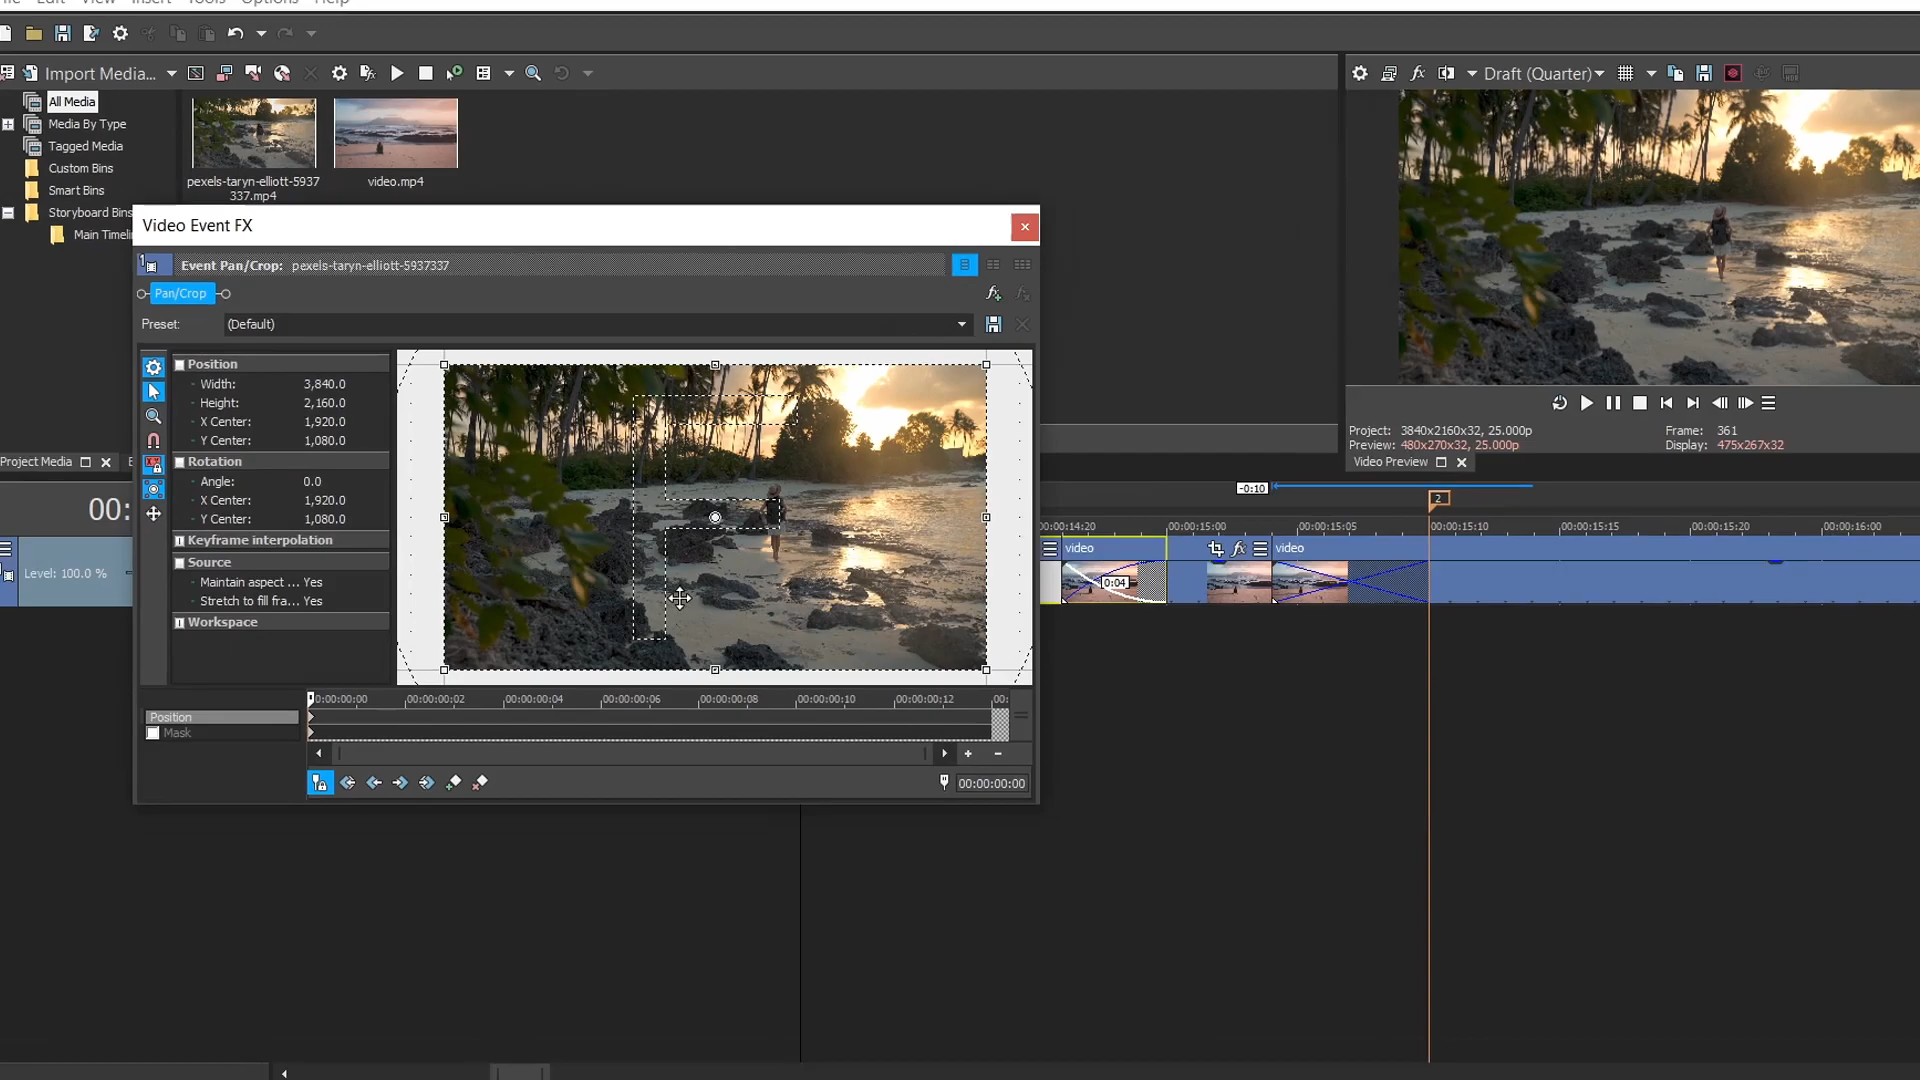 File Edit View Insert Tools Options Help
Import Media...
Draft (Quarter)
All Media
Media By Type
Tagged Media
Custom Bins
Smart Bins
Storyboard Bins
pexels-taryn-elliott-5937
337.mp4
video.mp4
Video Event FX
Event Pan/Crop: pexels-taryn-elliott-5937337
Pan/Crop
Preset: (Default)
Position
Width: 3,840.0
Height: 2,160.0
X Center: 1,920.0
Y Center: 1,080.0
Rotation
Angle: 0.0
X Center: 1,920.0
Y Center: 1,080.0
Keyframe interpolation
Source
Maintain aspect ... Yes
Stretch to fill fra... Yes
Workspace
Project: 3840x2160x32, 25.000p
Frame: 361
Preview: 480x270x32, 25.000p
Display: 475x267x32
Video Preview
Project Media
00:
-0:10
2
00:00:14:20 00:00:15:00 00:00:15:05 00:00:15:10 00:00:15:15 00:00:15:20 00:00:16:00
video
video
0:04
Level: 100.0 %
00:00:00:00 00:00:00:02 00:00:00:04 00:00:00:06 00:00:00:08 00:00:00:10 00:00:00:12 00:
Position
Mask
00:00:00:00